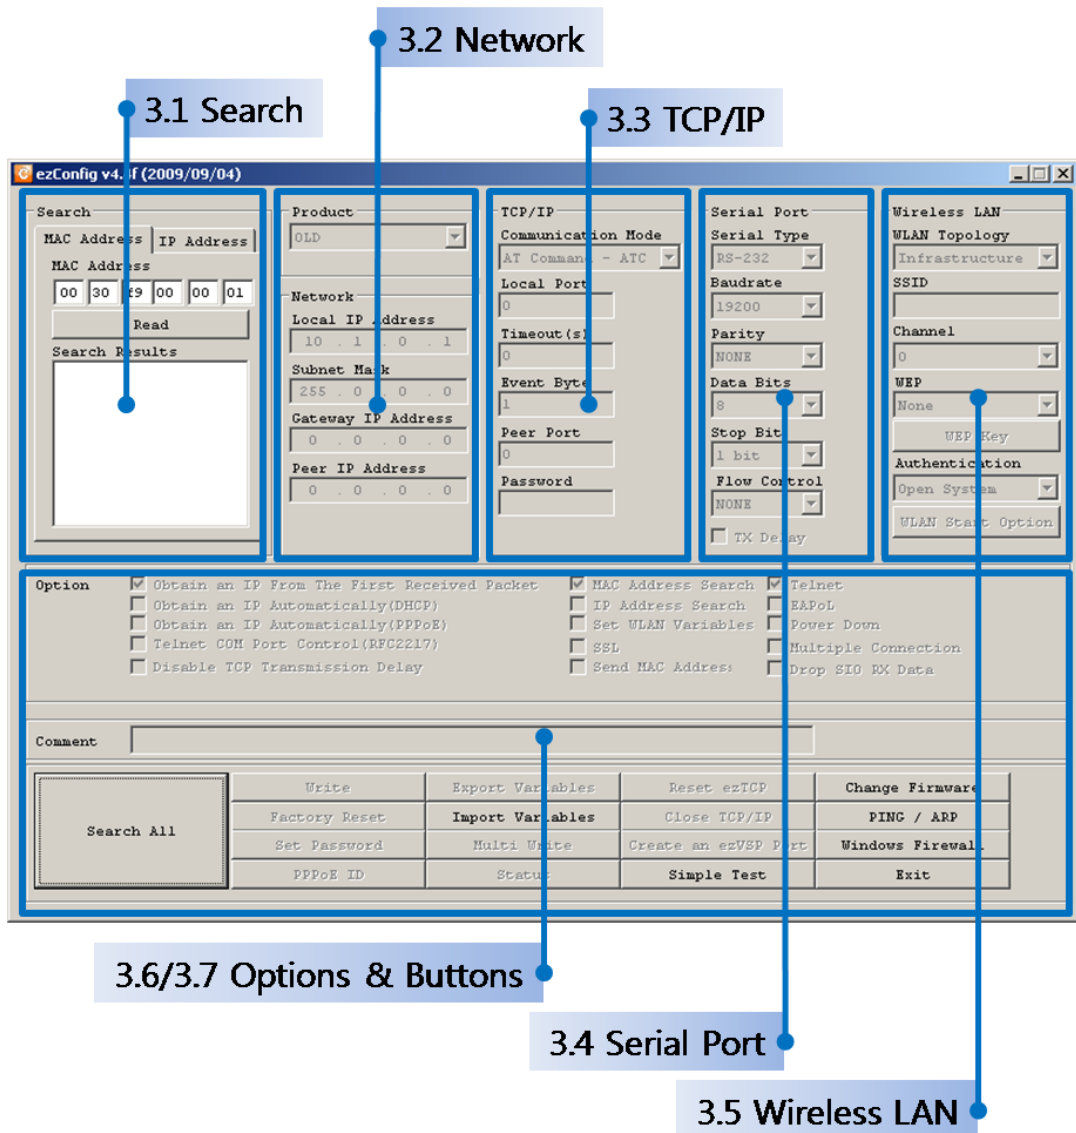 3.2 Network
3.1 Search
3.3 TCP/IP
ezConfig v4. f (2009/09/04)
Search
MAC Address
IP Address
MAC Address
00 30 f9 00 00 01
Read
Search Results
Product
OLD
Network
Local IP Address
10 . 1 . 0 . 1
Subnet Mask
255 . 0 . 0 . 0
Gateway IP Address
0 . 0 . 0 . 0
Peer IP Address
0 . 0 . 0 . 0
TCP/IP
Communication Mode
AT Command - ATC
Local Port
0
Timeout(s)
0
Event Byte
1
Peer Port
0
Password
Serial Port
Serial Type
RS-232
Baudrate
19200
Parity
NONE
Data Bits
8
Stop Bit
1 bit
Flow Control
NONE
TX Delay
Wireless LAN
WLAN Topology
Infrastructure
SSID
Channel
0
WEP
None
WEP Key
Authentication
Open System
WLAN Start Option
Option
Obtain an IP From The First Received Packet
Obtain an IP Automatically(DHCP)
Obtain an IP Automatically(PPPoE)
Telnet COM Port Control(RFC2217)
Disable TCP Transmission Delay
MAC Address Search
IP Address Search
Set WLAN Variables
SSL
Send MAC Addres
Telnet
EAPoL
Power Down
Multiple Connection
Drop SIO RX Data
Comment
Search All
Write
Export Variables
Reset ezTCP
Change Firmware
Factory Reset
Import Variables
Close TCP/IP
PING / ARP
Set Password
Multi Write
Create an ezVSP Port
Windows Firewall
PPPoE ID
Status
Simple Test
Exit
3.6/3.7 Options & Buttons
3.4 Serial Port
3.5 Wireless LAN